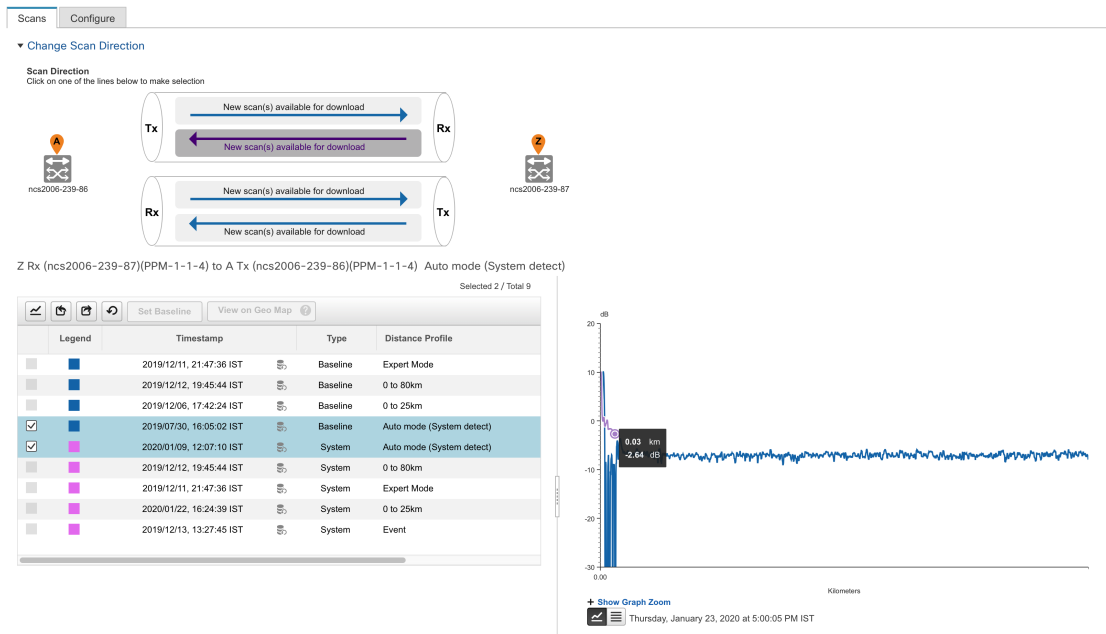 Scans Configure
Change Scan Direction
Scan Direction
Click on one of the lines below to make selection
Tx
New scan(s) available for download
Rx
New scan(s) available for download
A
Z
ncs2006-239-86
ncs2006-239-87
Rx
New scan(s) available for download
Tx
New scan(s) available for download
Z Rx (ncs2006-239-87)(PPM-1-1-4) to A Tx (ncs2006-239-86)(PPM-1-1-4) Auto mode (System detect)
Selected 2 / Total 9
Set Baseline View on Geo Map ?
Legend Timestamp Type Distance Profile
2019/12/11, 21:47:36 IST Baseline Expert Mode
2019/12/12, 19:45:44 IST Baseline 0 to 80km
2019/12/06, 17:42:24 IST Baseline 0 to 25km
2019/07/30, 16:05:02 IST Baseline Auto mode (System detect)
2020/01/09, 12:07:10 IST System Auto mode (System detect)
2019/12/12, 19:45:44 IST System 0 to 80km
2019/12/11, 21:47:36 IST System Expert Mode
2020/01/22, 16:24:39 IST System 0 to 25km
2019/12/13, 13:27:45 IST System Event
dB
20
10
0
-10
-20
-30
0.03 km
-2.64 dB
0.00
Kilometers
+ Show Graph Zoom
Thursday, January 23, 2020 at 5:00:05 PM IST